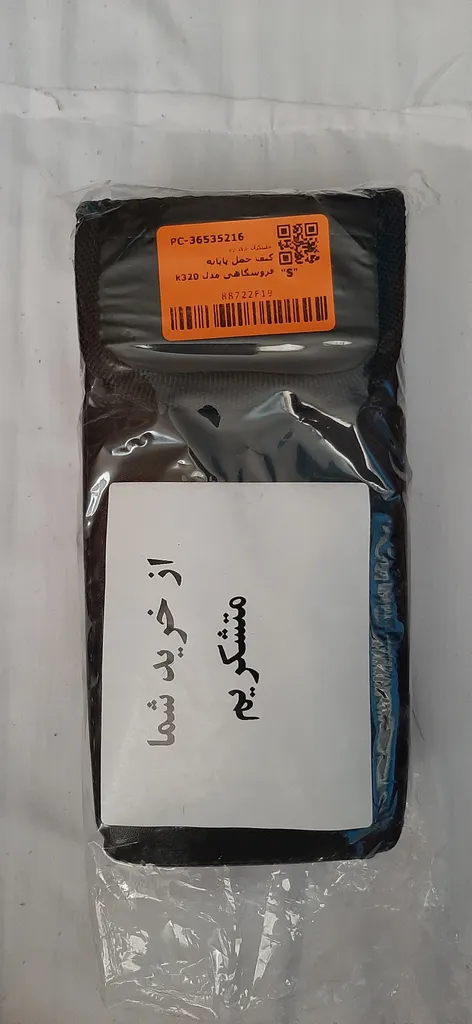 PC-36535216
کیف حمل پایانه
فروشگاهی مدل k320 "S"
88722F19
از خرید شما
متشکریم